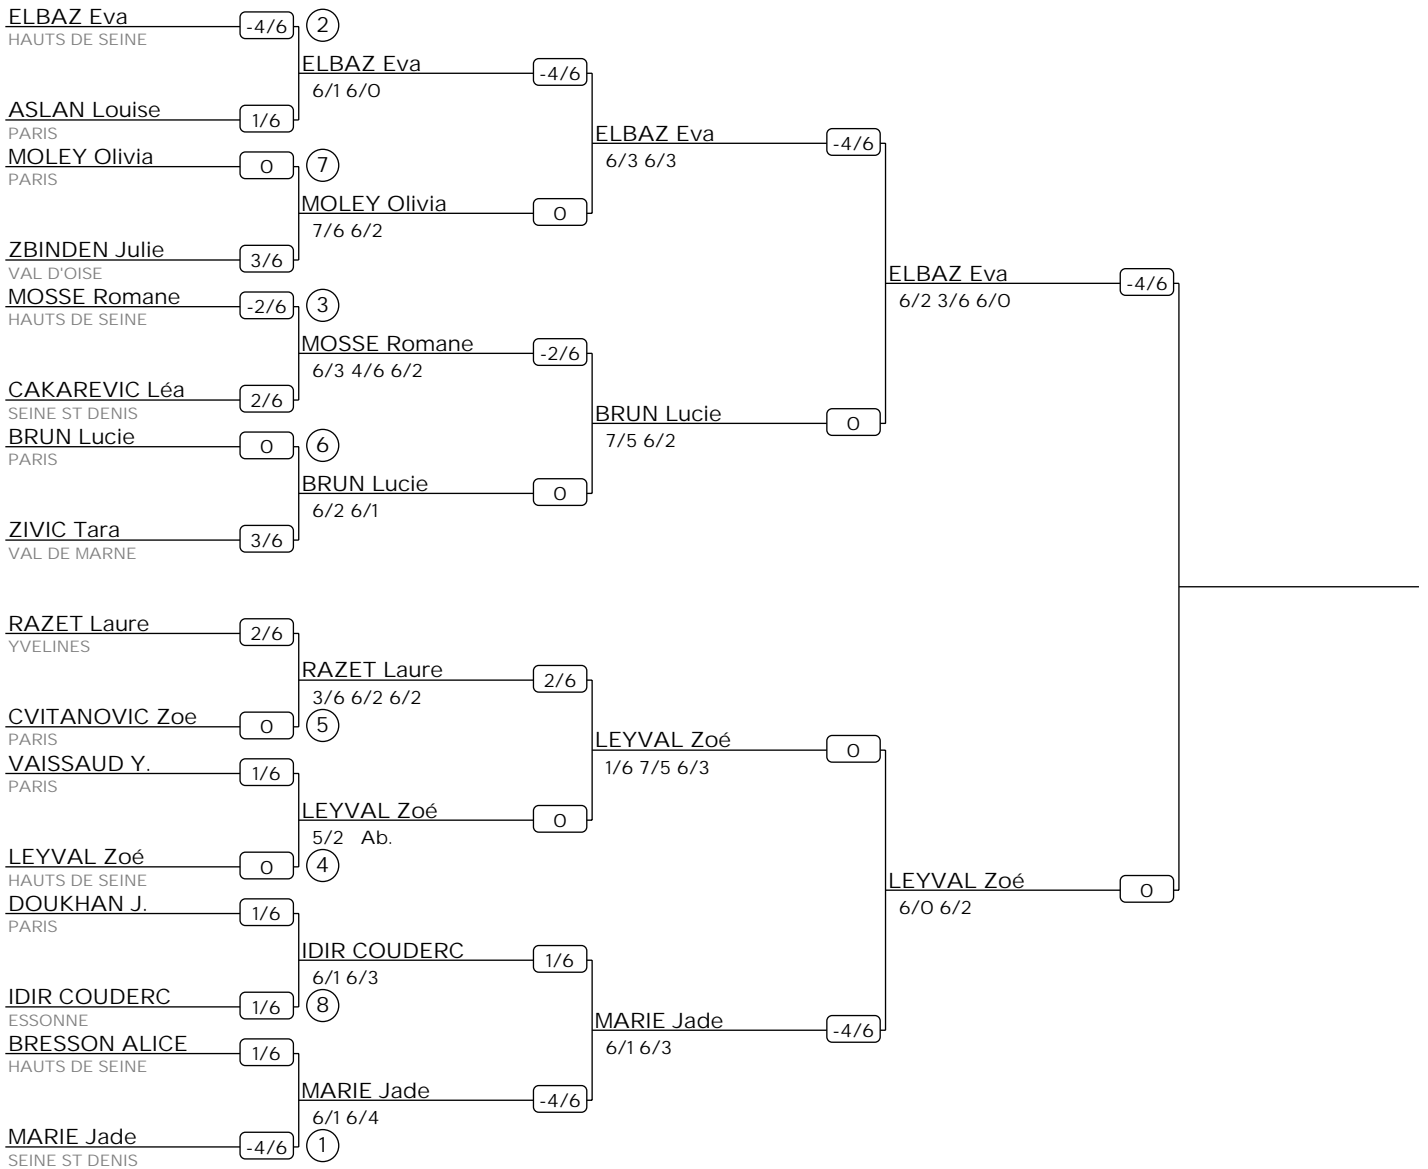 ELBAZ Eva -4/6 2
HAUTS DE SEINE
ELBAZ Eva -4/6
6/1 6/0
ASLAN Louise 1/6
PARIS
ELBAZ Eva -4/6
6/3 6/3
MOLEY Olivia 0 7
PARIS
MOLEY Olivia 0
7/6 6/2
ZBINDEN Julie 3/6
VAL D'OISE
ELBAZ Eva -4/6
6/2 3/6 6/0
MOSSE Romane -2/6 3
HAUTS DE SEINE
MOSSE Romane -2/6
6/3 4/6 6/2
CAKAREVIC Léa 2/6
SEINE ST DENIS
BRUN Lucie 0
7/5 6/2
BRUN Lucie 0 6
PARIS
BRUN Lucie 0
6/2 6/1
ZIVIC Tara 3/6
VAL DE MARNE
RAZET Laure 2/6
YVELINES
RAZET Laure 2/6
3/6 6/2 6/2
CVITANOVIC Zoe 0 5
PARIS
LEYVAL Zoé 0
1/6 7/5 6/3
VAISSAUD Y. 1/6
PARIS
LEYVAL Zoé 0
5/2 Ab.
LEYVAL Zoé 0 4
HAUTS DE SEINE
LEYVAL Zoé 0
6/0 6/2
DOUKHAN J. 1/6
PARIS
IDIR COUDERC 1/6
6/1 6/3
IDIR COUDERC 1/6 8
ESSONNE
MARIE Jade -4/6
6/1 6/3
BRESSON ALICE 1/6
HAUTS DE SEINE
MARIE Jade -4/6
6/1 6/4
MARIE Jade -4/6 1
SEINE ST DENIS